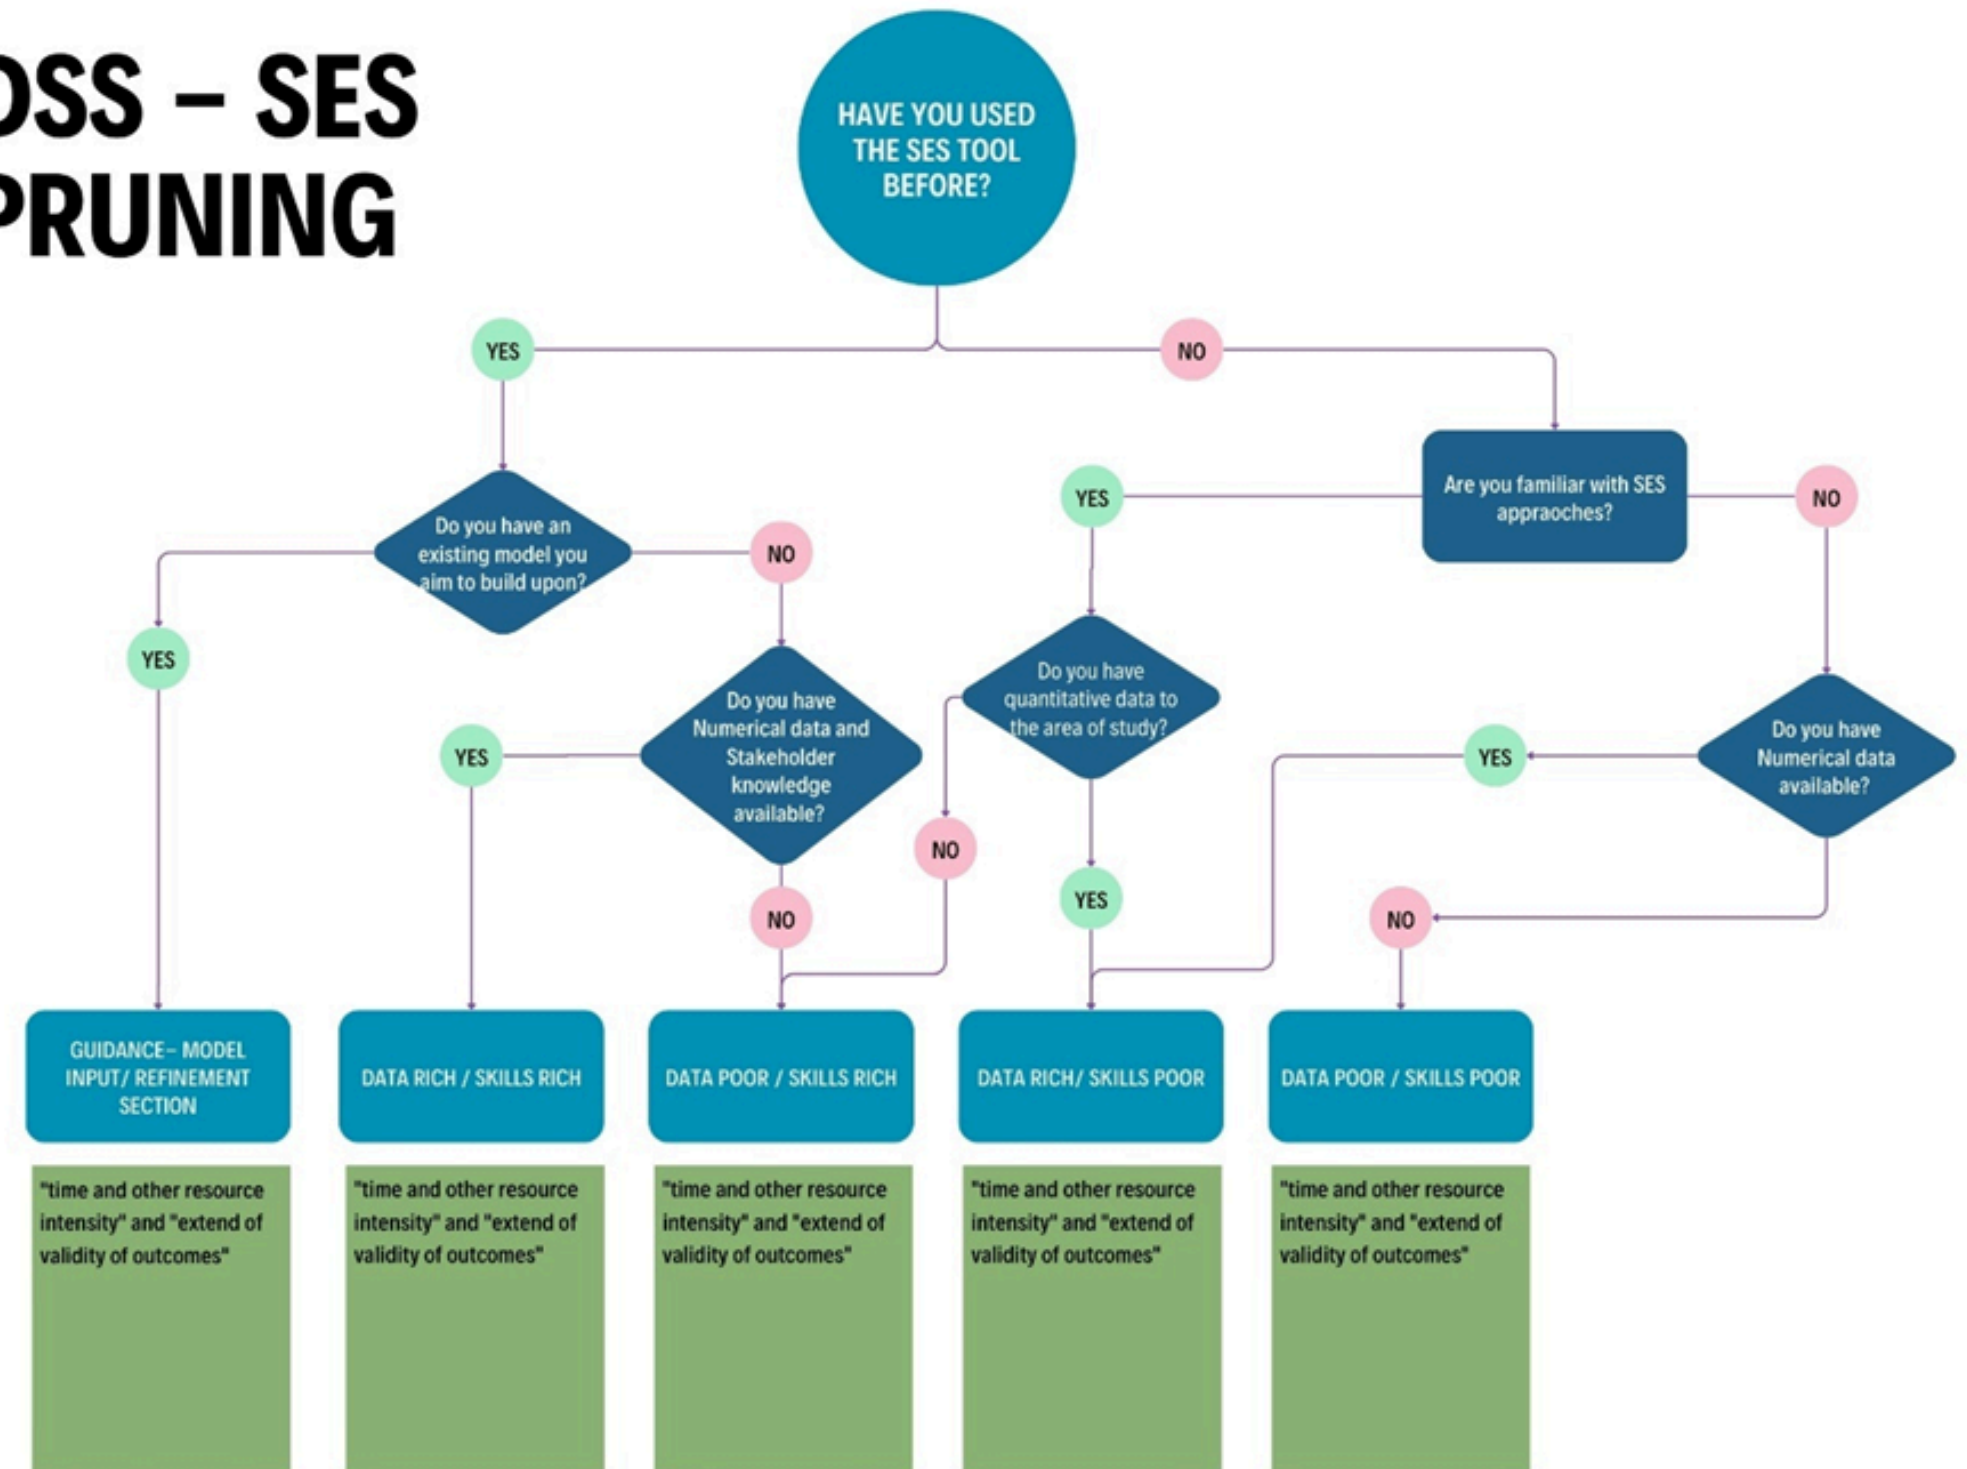 DSS – SES
PRUNING
HAVE YOU USED
THE SES TOOL
BEFORE?
YES
NO
Do you have an
existing model you
aim to build upon?
YES
NO
Are you familiar with SES
appraoches?
YES
NO
Do you have
Numerical data and
Stakeholder
knowledge
available?
YES
NO
Do you have
quantitative data to
the area of study?
NO
YES
Do you have
Numerical data
available?
YES
NO
GUIDANCE– MODEL
INPUT/ REFINEMENT
SECTION
DATA RICH / SKILLS RICH
DATA POOR / SKILLS RICH
DATA RICH/ SKILLS POOR
DATA POOR / SKILLS POOR
"time and other resource
intensity" and "extend of
validity of outcomes"
"time and other resource
intensity" and "extend of
validity of outcomes"
"time and other resource
intensity" and "extend of
validity of outcomes"
"time and other resource
intensity" and "extend of
validity of outcomes"
"time and other resource
intensity" and "extend of
validity of outcomes"